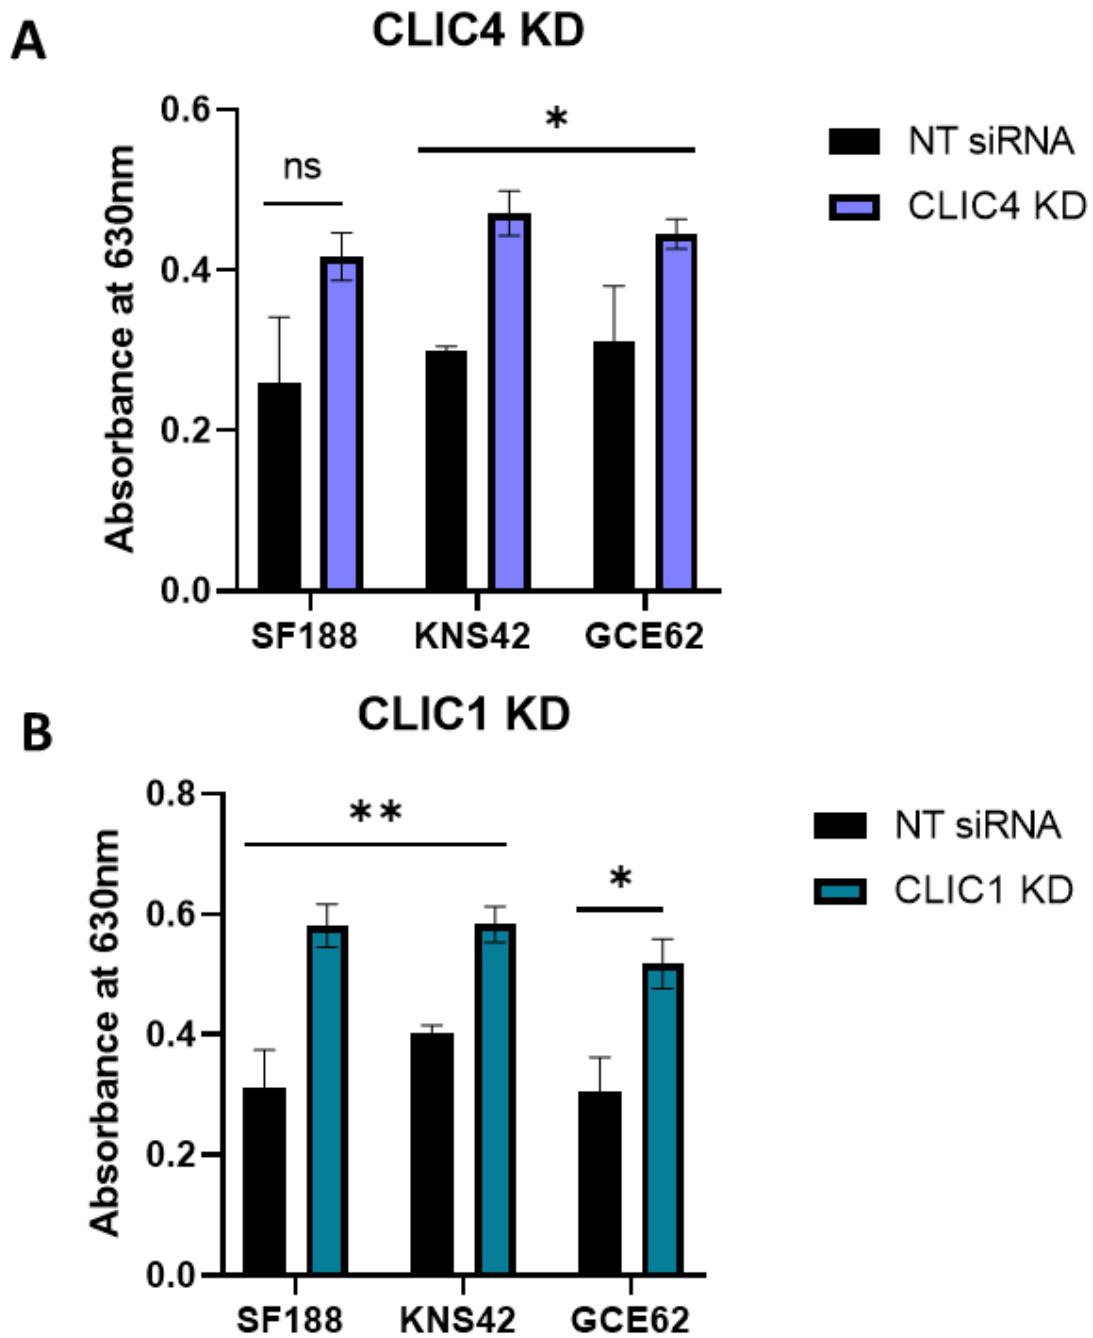 A
CLIC4 KD
0.6
0.4
0.2
0.0
Absorbance at 630nm
ns
*
NT siRNA
CLIC4 KD
SF188 KNS42 GCE62
B
CLIC1 KD
0.8
0.6
0.4
0.2
0.0
Absorbance at 630nm
**
*
NT siRNA
CLIC1 KD
SF188 KNS42 GCE62